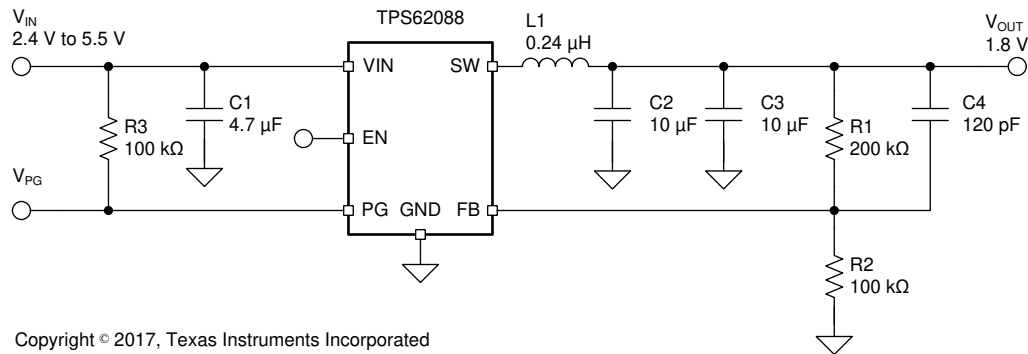 TPS62088
V_IN
2.4 V to 5.5 V
L1
0.24 µH
V_OUT
1.8 V
VIN
SW
C1
4.7 µF
R3
100 kΩ
EN
C2
10 µF
C3
10 µF
R1
200 kΩ
C4
120 pF
V_PG
PG
GND
FB
R2
100 kΩ
Copyright © 2017, Texas Instruments Incorporated